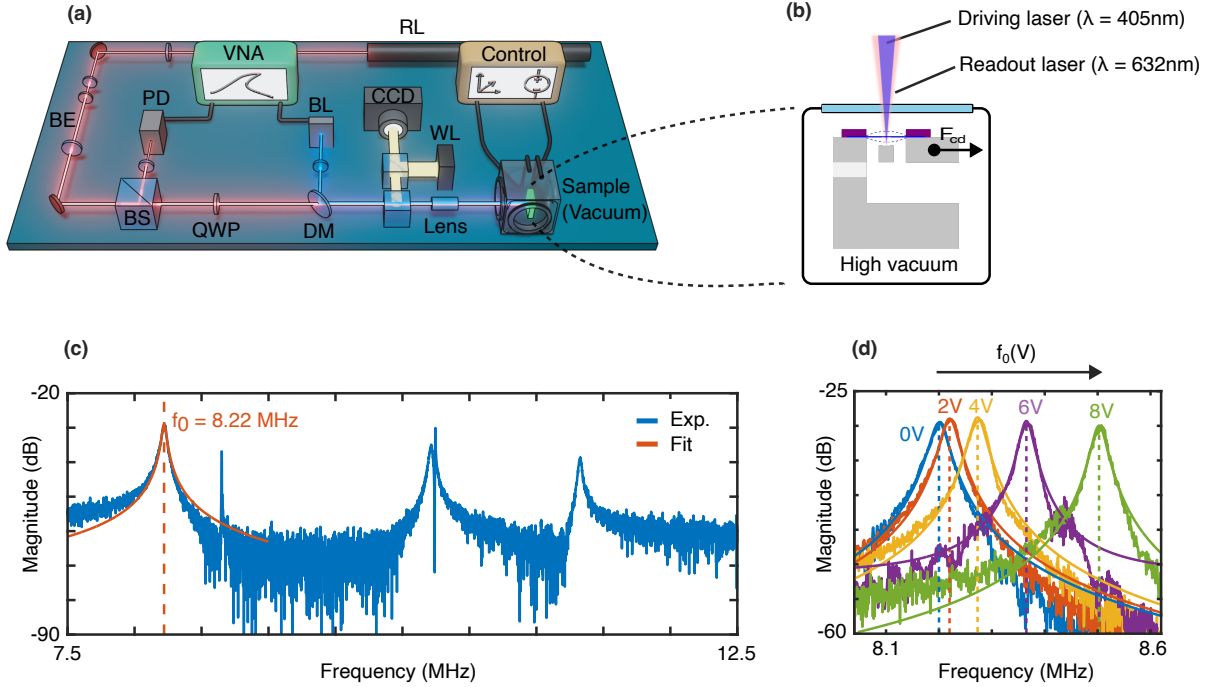 (a)
RL
VNA
Control
CCD
PD
BL
BE
WL
BS
QWP
DM
Lens
Sample
(Vacuum)
(b)
Driving laser (λ = 405nm)
Readout laser (λ = 632nm)
Fcd
High vacuum
(c)
-20
f0 = 8.22 MHz
Exp.
Fit
Magnitude (dB)
-90
7.5
12.5
Frequency (MHz)
(d)
f0(V)
-25
0V
2V
4V
6V
8V
Magnitude (dB)
-60
8.1
8.6
Frequency (MHz)